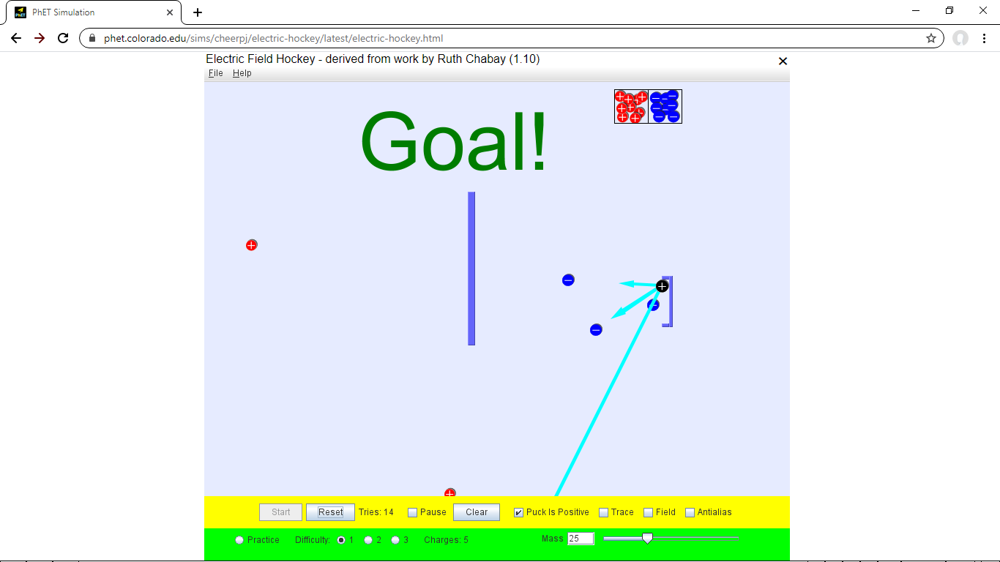 PhET Simulation
phet.colorado.edu/sims/cheerpj/electric-hockey/latest/electric-hockey.html
Electric Field Hockey - derived from work by Ruth Chabay (1.10)
File Help
Goal!
Start Reset Tries: 14 Pause Clear Puck Is Positive Trace Field Antialias
Practice Difficulty: 1 2 3 Charges: 5 Mass 25